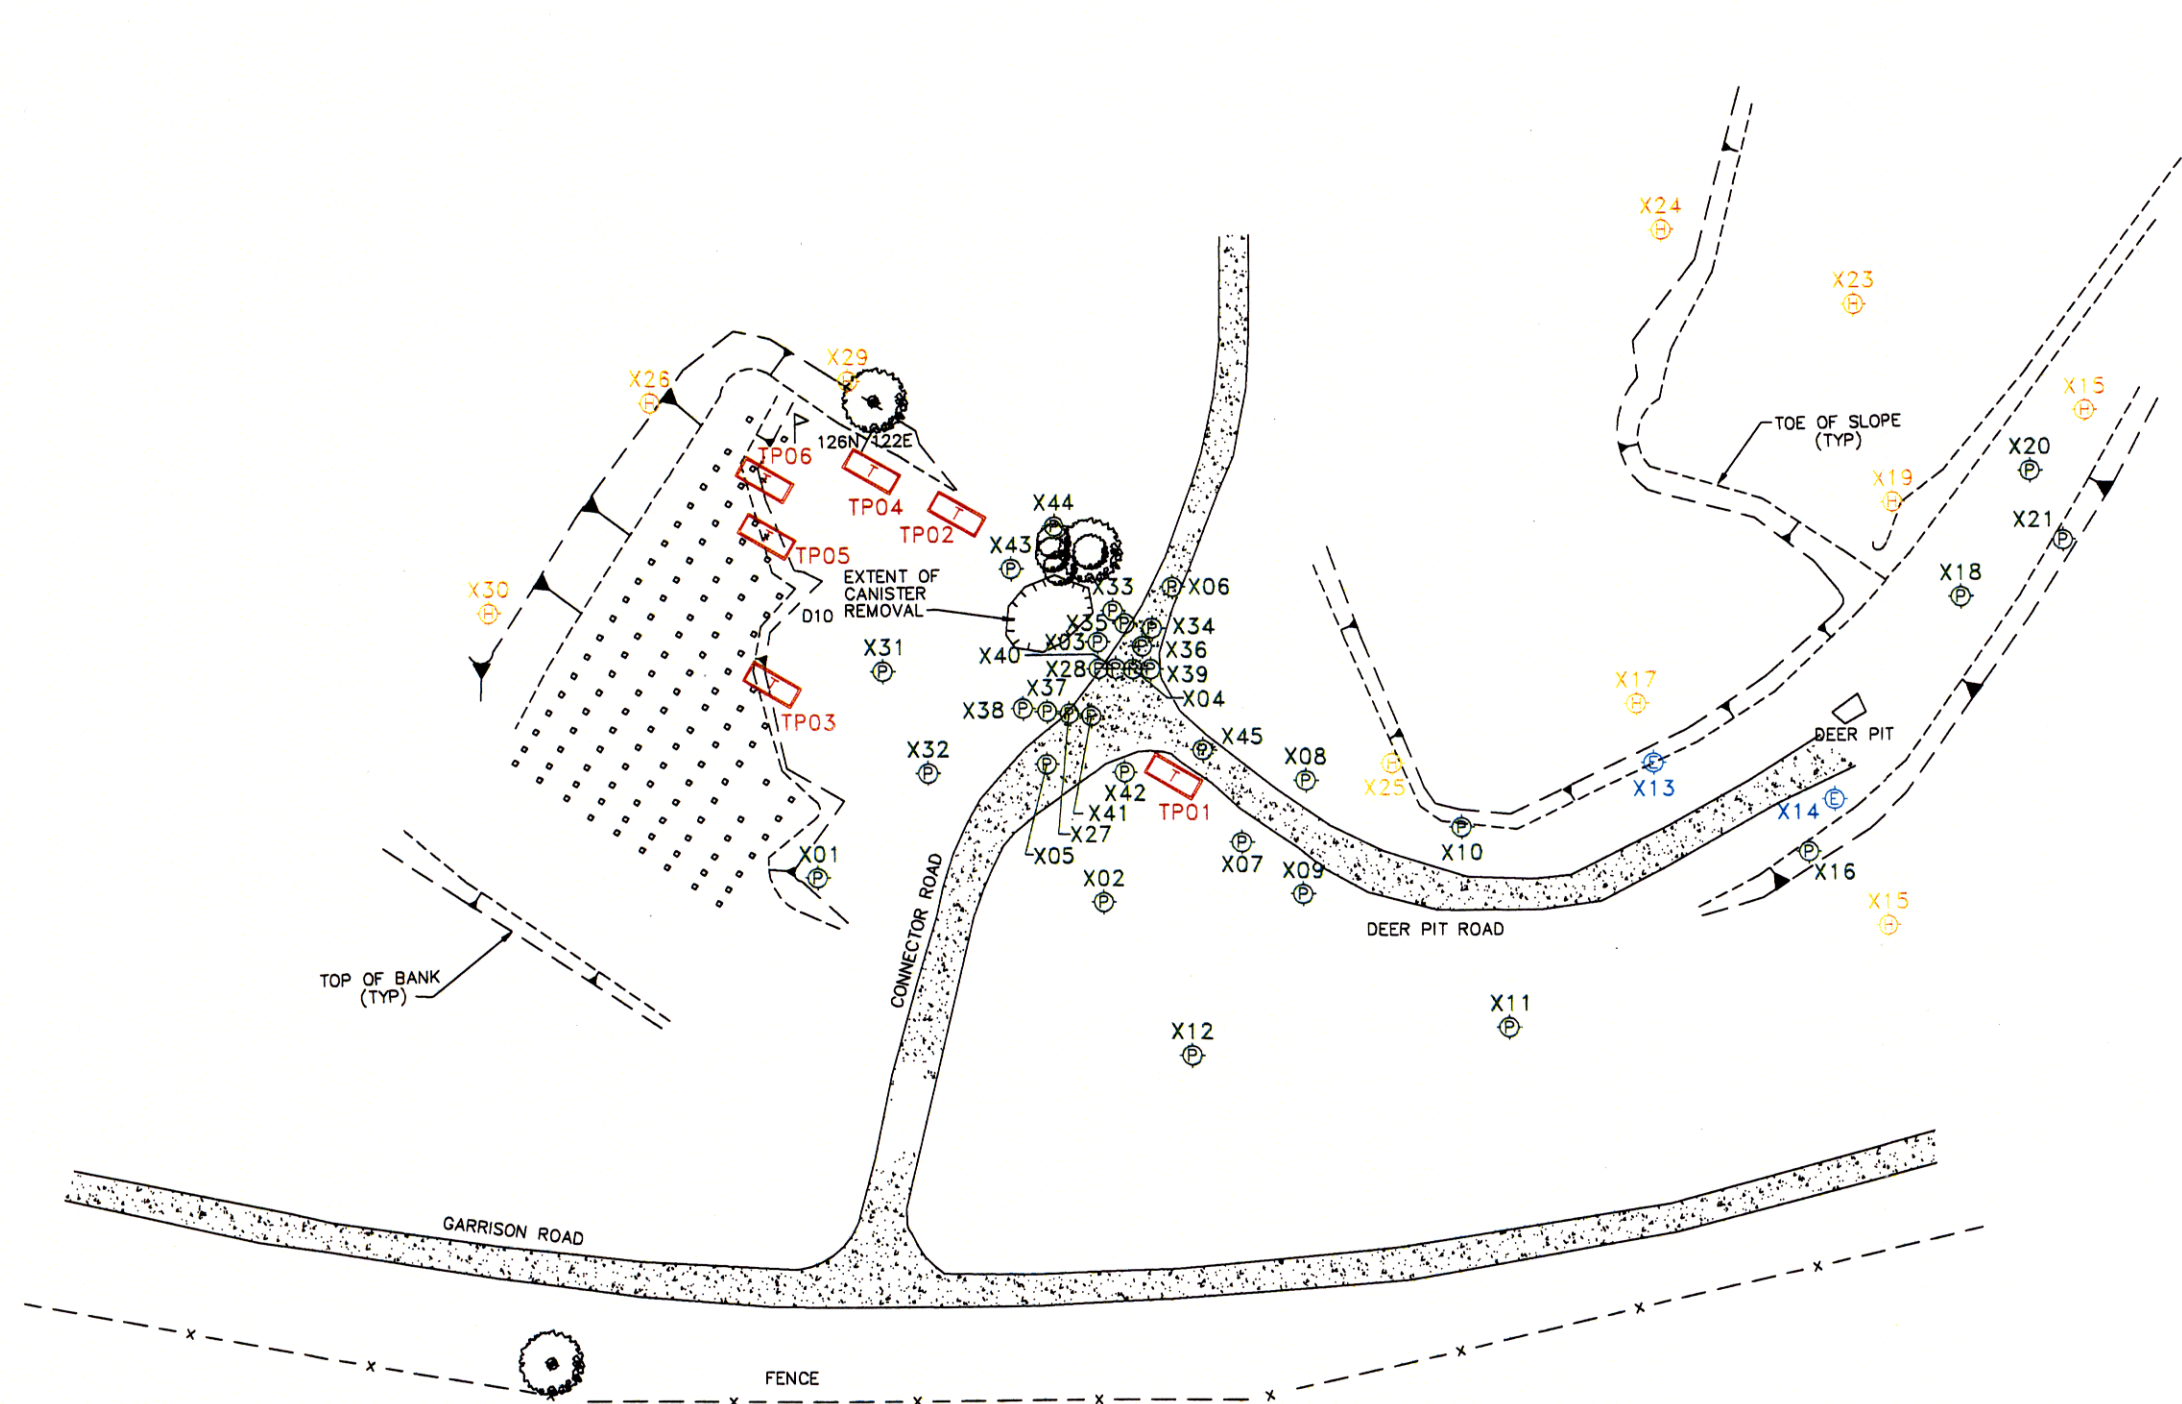 X24
X23
X29
X26
X15
TOE OF SLOPE
(TYP)
126N/122E
X20
TP06
X19
TP04
X44
TP02
X21
X43
TP05
EXTENT OF
CANISTER
REMOVAL
D10
X18
X30
X33
X06
X35
X34
X03
X36
X31
X40
X28
X39
X04
X17
X37
X38
TP03
DEER PIT
X45
X32
X08
X25
X13
X42
TP01
X14
X41
X27
X05
X01
X10
X07
X09
X16
X02
X15
DEER PIT ROAD
CONNECTOR ROAD
TOP OF BANK
(TYP)
X11
X12
GARRISON ROAD
FENCE